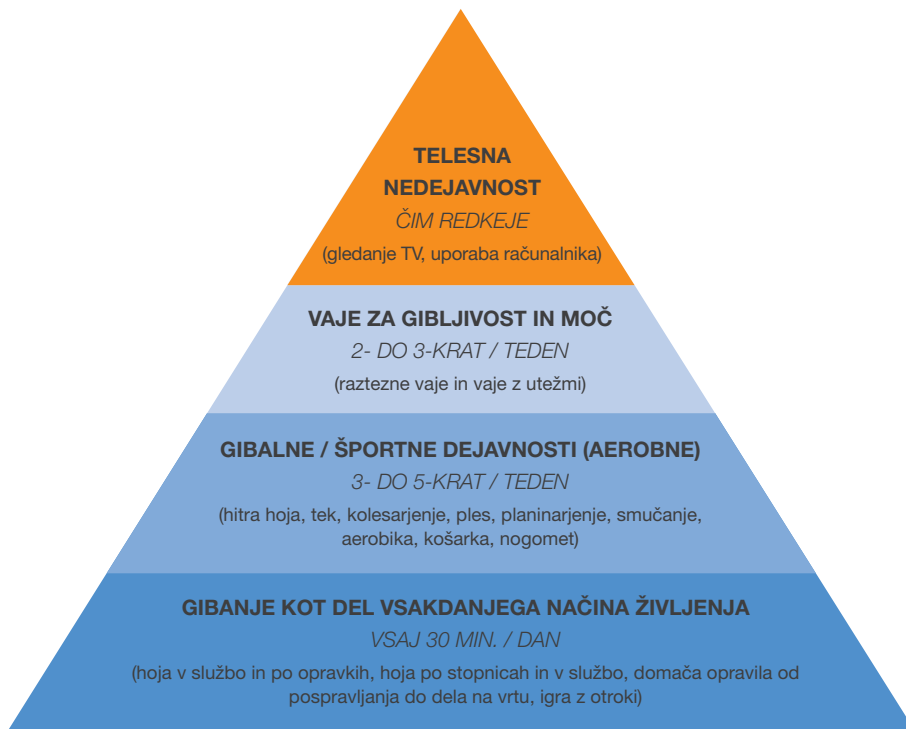 TELESNA
NEDEJAVNOST
ČIM REDKEJE
(gledanje TV, uporaba računalnika)
VAJE ZA GIBLJIVOST IN MOČ
2- DO 3-KRAT / TEDEN
(raztezne vaje in vaje z utežmi)
GIBALNE / ŠPORTNE DEJAVNOSTI (AEROBNE)
3- DO 5-KRAT / TEDEN
(hitra hoja, tek, kolesarjenje, ples, planinarjenje, smučanje,
aerobika, košarka, nogomet)
GIBANJE KOT DEL VSAKDANJEGA NAČINA ŽIVLJENJA
VSAJ 30 MIN. / DAN
(hoja v službo in po opravkih, hoja po stopnicah in v službo, domača opravila od
pospravljanja do dela na vrtu, igra z otroki)